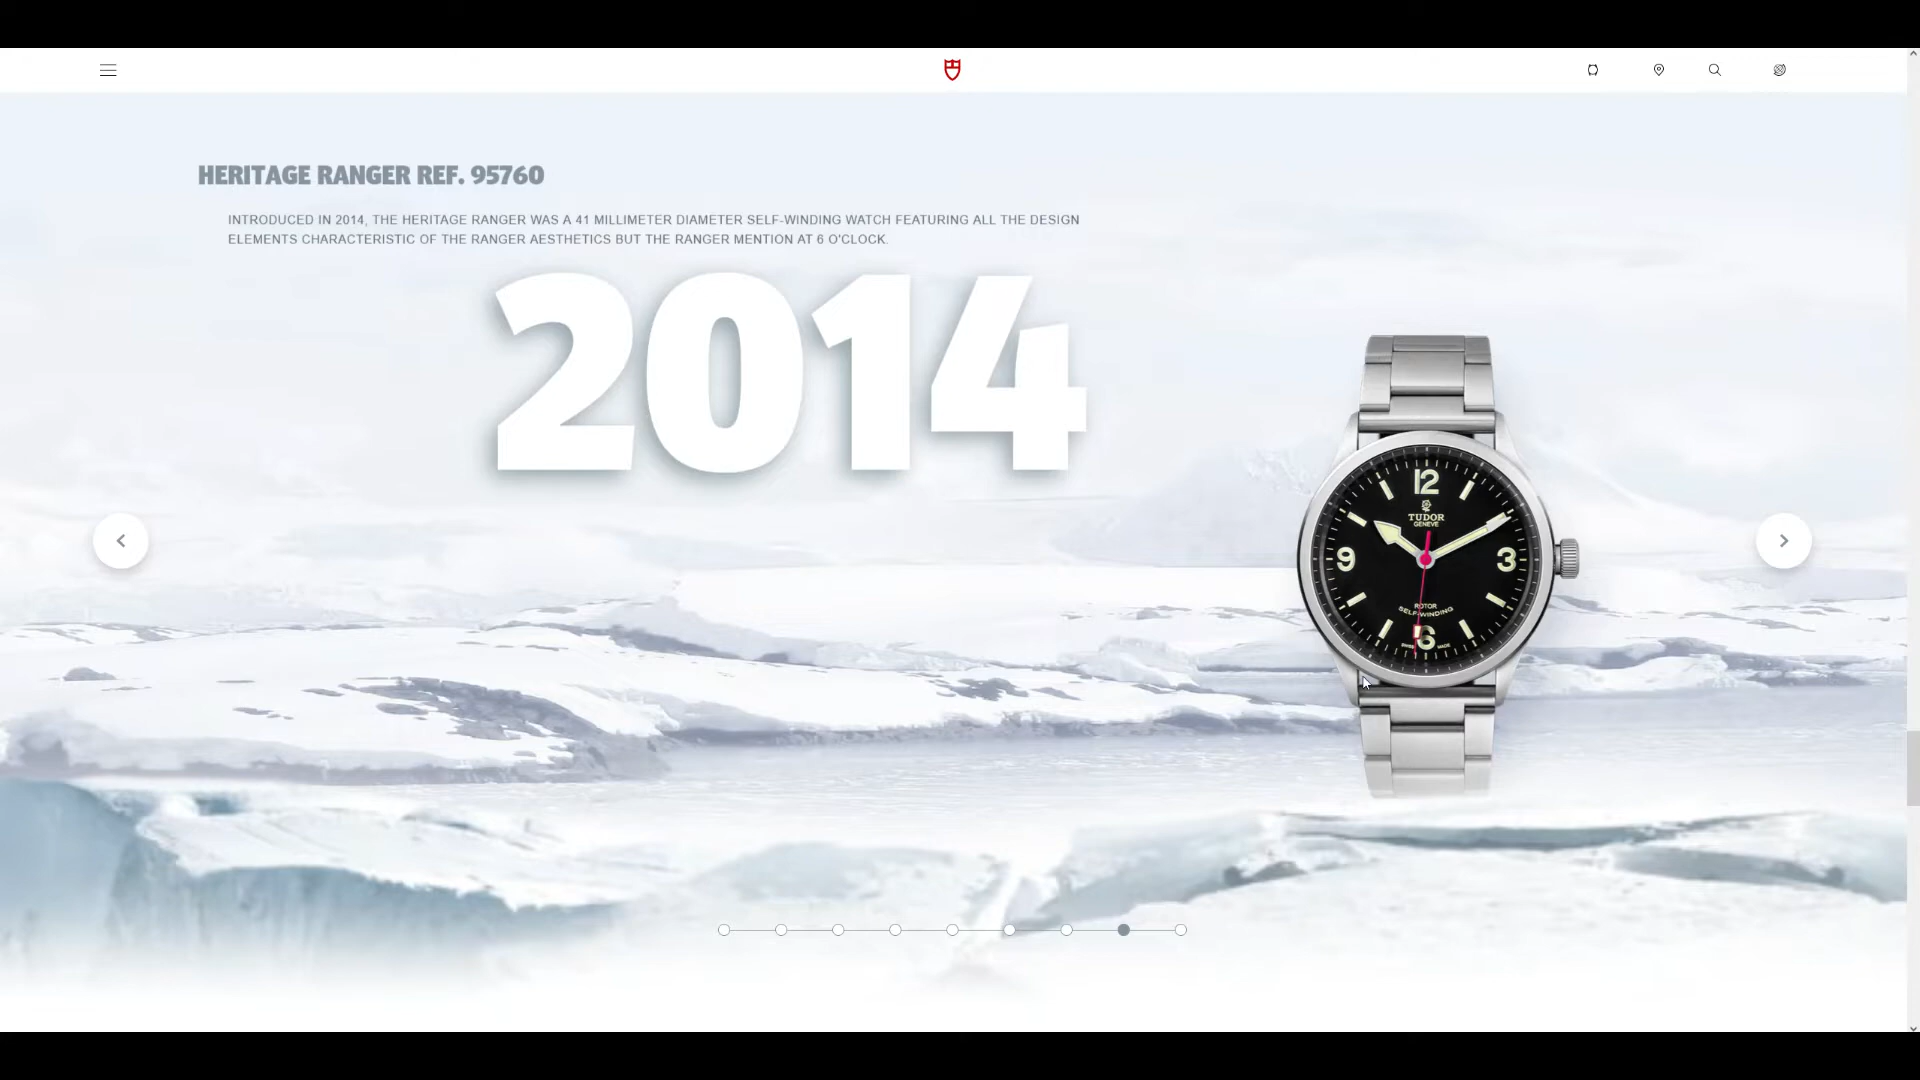 HERITAGE RANGER REF. 95760
INTRODUCED IN 2014, THE HERITAGE RANGER WAS A 41 MILLIMETER DIAMETER SELF-WINDING WATCH FEATURING ALL THE DESIGN
ELEMENTS CHARACTERISTIC OF THE RANGER AESTHETICS BUT THE RANGER MENTION AT 6 O'CLOCK.
2014
12
TUDOR
GENEVE
9
3
ROTOR
SELF-WINDING
6
SWISS MADE